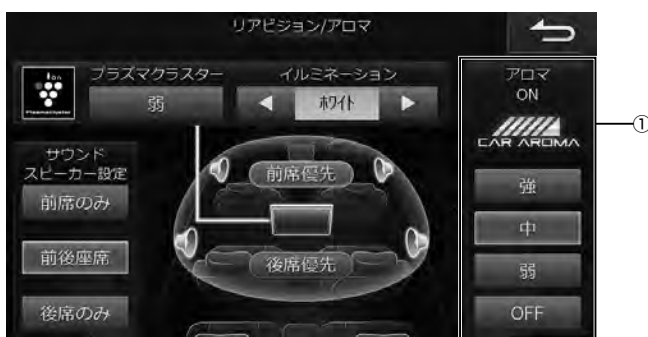 リアビジョン/アロマ
Ion
Plasmacluster
プラズマクラスター
弱
イルミネーション
ホワイト
サウンド
スピーカー設定
前席のみ
前後座席
後席のみ
前席優先
後席優先
アロマ
ON
CAR AROMA
強
中
弱
OFF
①